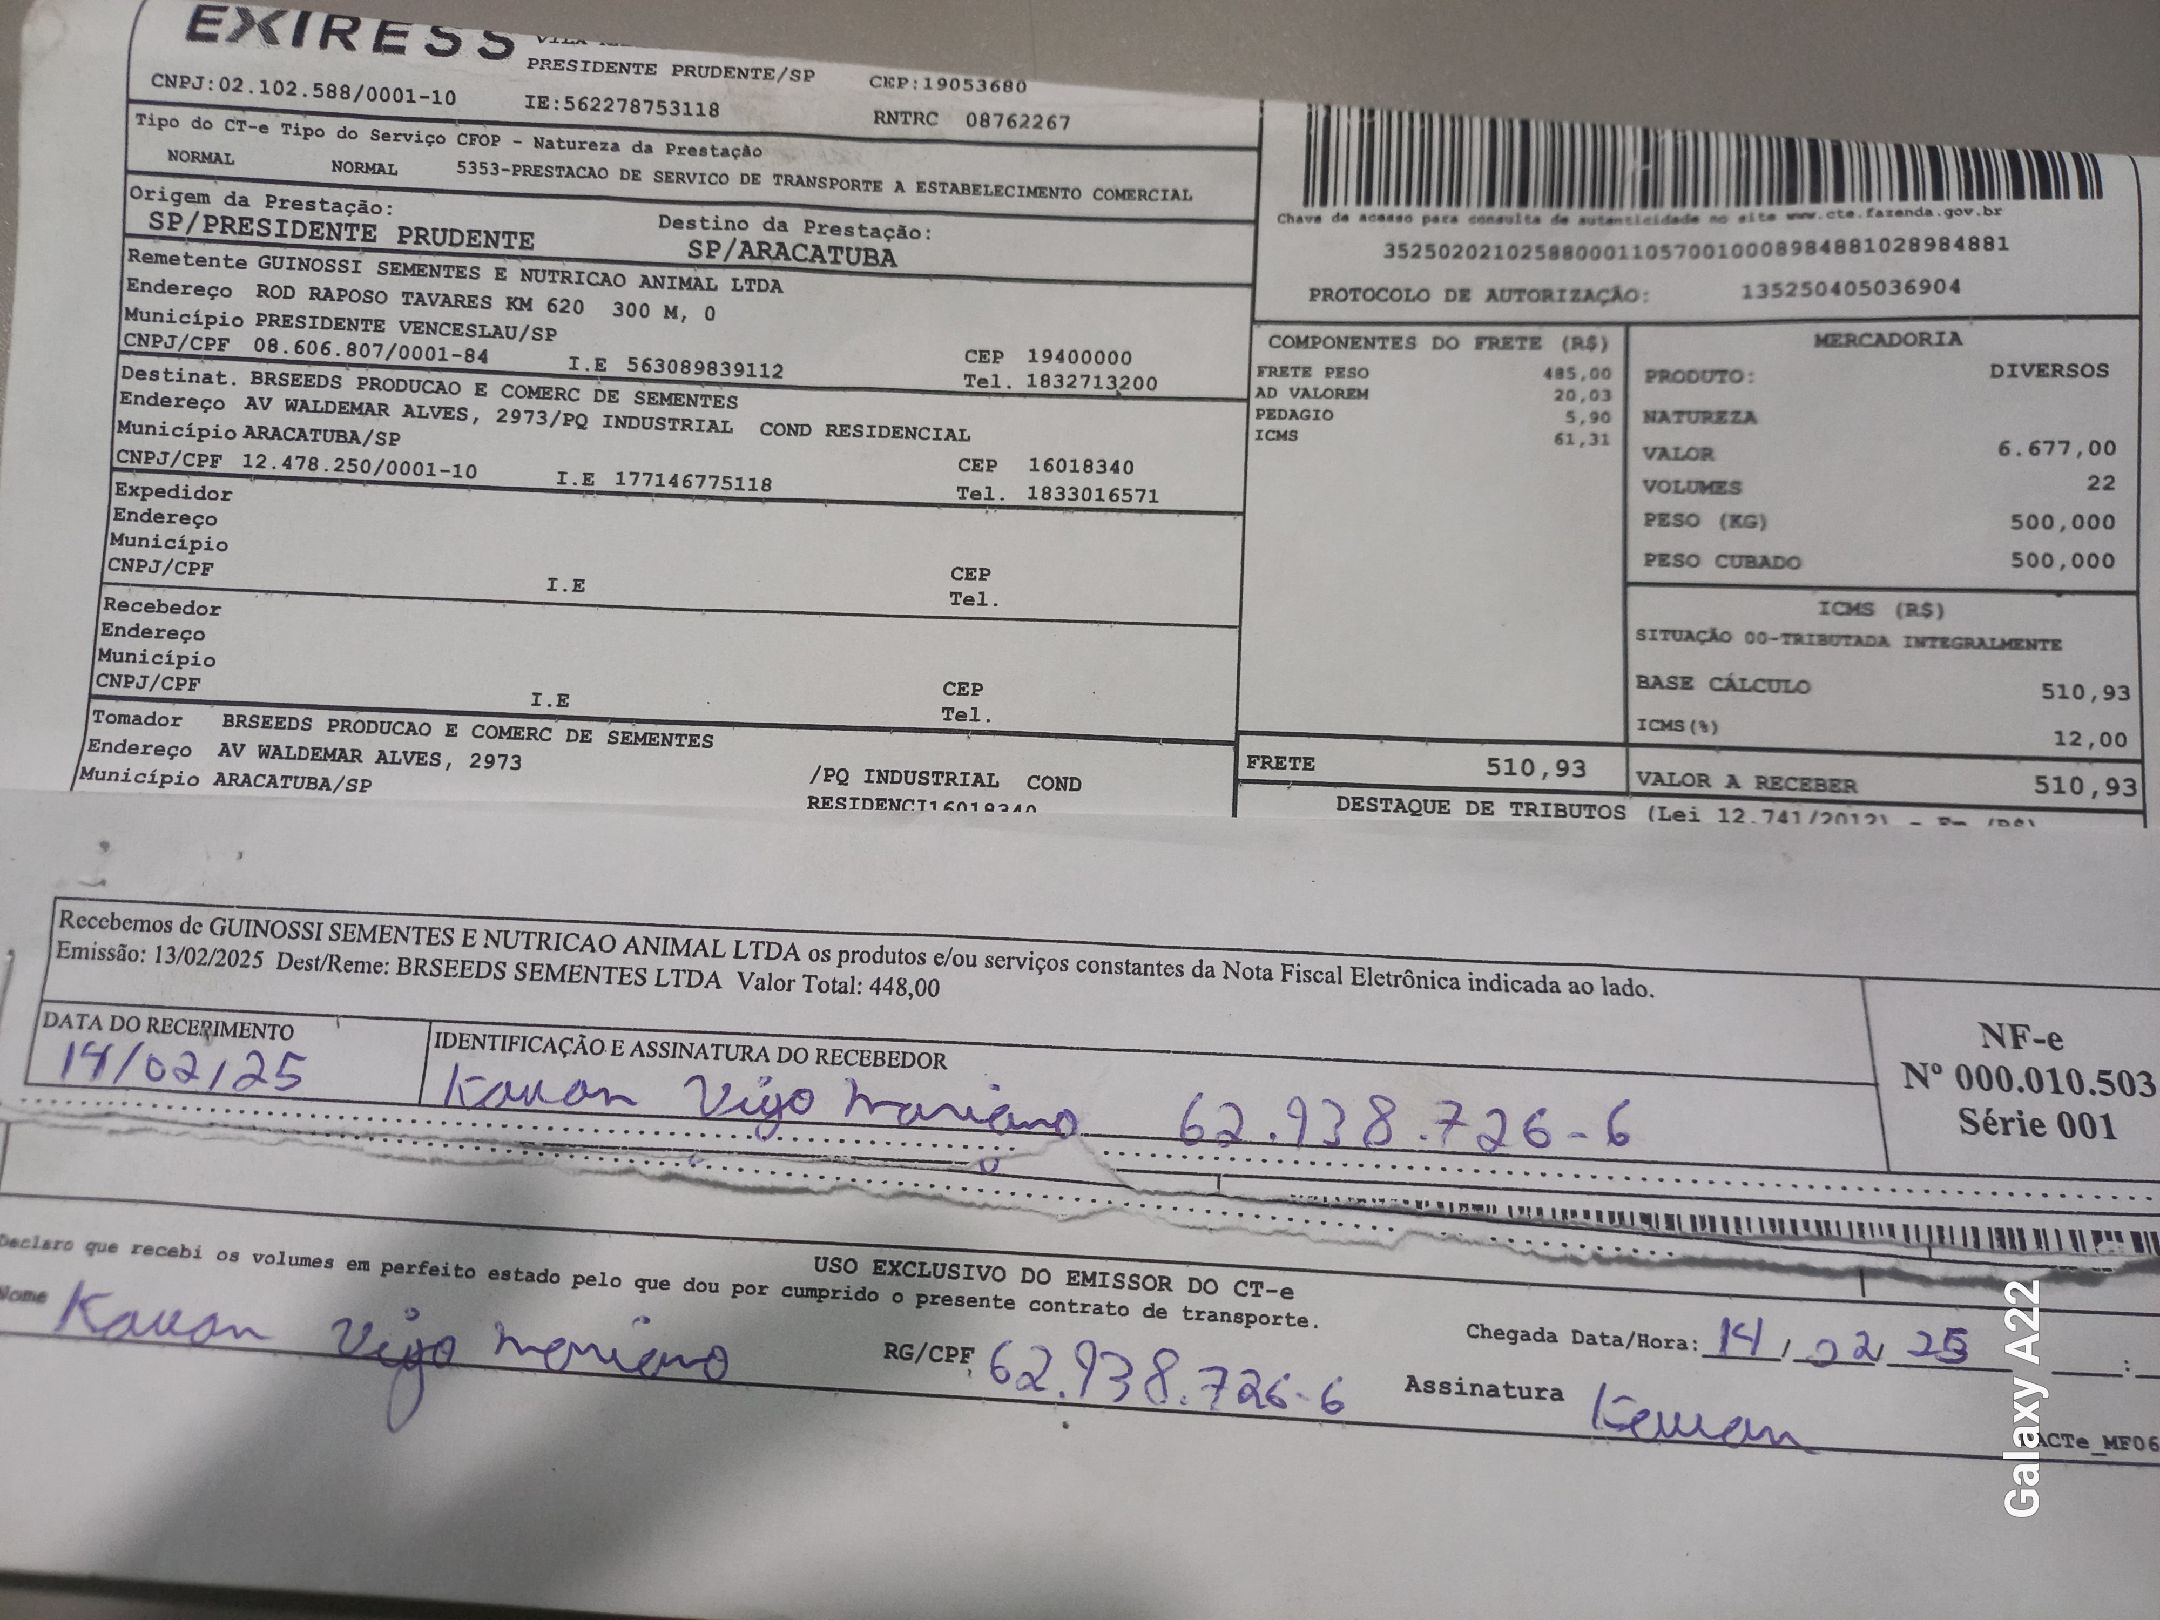 EXIRESS
PRESIDENTE PRUDENTE/SP CEP:19053680
CNPJ:02.102.588/0001-10 IE:562278753118 RNTRC 08762267
Tipo do CT-e Tipo do Serviço CFOP - Natureza da Prestação
NORMAL NORMAL 5353-PRESTACAO DE SERVICO DE TRANSPORTE A ESTABELECIMENTO COMERCIAL
Origem da Prestação: Destino da Prestação:
SP/PRESIDENTE PRUDENTE SP/ARACATUBA
Remetente GUINOSSI SEMENTES E NUTRICAO ANIMAL LTDA
Endereço ROD RAPOSO TAVARES KM 620 300 M, 0
Município PRESIDENTE VENCESLAU/SP CEP 19400000
CNPJ/CPF 08.606.807/0001-84 I.E 563089839112 Tel. 1832713200
Destinat. BRSEEDS PRODUCAO E COMERC DE SEMENTES
Endereço AV WALDEMAR ALVES, 2973/PQ INDUSTRIAL COND RESIDENCIAL
Município ARACATUBA/SP CEP 16018340
CNPJ/CPF 12.478.250/0001-10 I.E 177146775118 Tel. 1833016571
Expedidor
Endereço
Município CEP
CNPJ/CPF I.E Tel.
Recebedor
Endereço
Município CEP
CNPJ/CPF I.E Tel.
Tomador BRSEEDS PRODUCAO E COMERC DE SEMENTES
Endereço AV WALDEMAR ALVES, 2973 /PQ INDUSTRIAL COND
Município ARACATUBA/SP RESIDENCI16018340
Chave de acesso para consulta de autenticidade no site www.cte.fazenda.gov.br
35250202102588000110570010008984881028984881
PROTOCOLO DE AUTORIZAÇÃO: 135250405036904
COMPONENTES DO FRETE (R$)
FRETE PESO 485,00
AD VALOREM 20,03
PEDAGIO 5,90
ICMS 61,31
FRETE 510,93
MERCADORIA
PRODUTO: DIVERSOS
NATUREZA
VALOR 6.677,00
VOLUMES 22
PESO (KG) 500,000
PESO CUBADO 500,000
ICMS (R$)
SITUAÇÃO 00-TRIBUTADA INTEGRALMENTE
BASE CÁLCULO 510,93
ICMS(%) 12,00
VALOR A RECEBER 510,93
DESTAQUE DE TRIBUTOS (Lei 12.741/2012) - Em (R$)
Recebemos de GUINOSSI SEMENTES E NUTRICAO ANIMAL LTDA os produtos e/ou serviços constantes da Nota Fiscal Eletrônica indicada ao lado.
Emissão: 13/02/2025 Dest/Reme: BRSEEDS SEMENTES LTDA Valor Total: 448,00
DATA DO RECEBIMENTO IDENTIFICAÇÃO E ASSINATURA DO RECEBEDOR
14/02/25 Kauan Vigo Mariano 62.938.726-6
NF-e
Nº 000.010.503
Série 001
USO EXCLUSIVO DO EMISSOR DO CT-e
Declaro que recebi os volumes em perfeito estado pelo que dou por cumprido o presente contrato de transporte.
Nome Kauan Vigo Mariano RG/CPF 62.938.726-6 Chegada Data/Hora: 14/02/25 :
Assinatura Kauan
DACTe_MF06
Galaxy A22